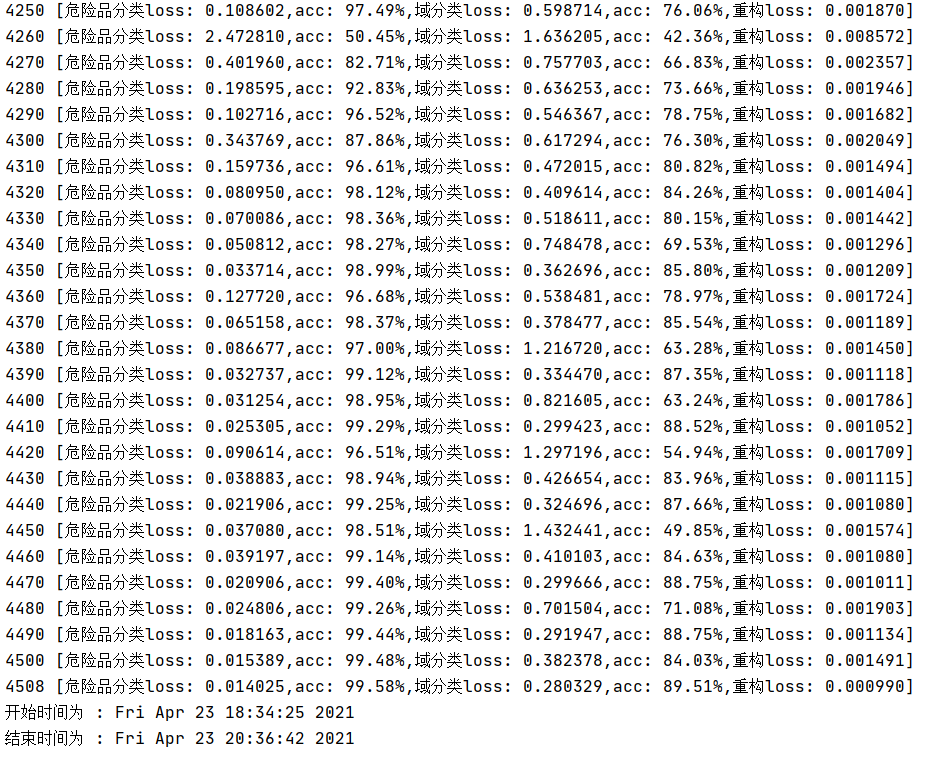 4250 [危险品分类loss: 0.108602,acc: 97.49%,域分类loss: 0.598714,acc: 76.06%,重构loss: 0.001870]
4260 [危险品分类loss: 2.472810,acc: 50.45%,域分类loss: 1.636205,acc: 42.36%,重构loss: 0.008572]
4270 [危险品分类loss: 0.401960,acc: 82.71%,域分类loss: 0.757703,acc: 66.83%,重构loss: 0.002357]
4280 [危险品分类loss: 0.198595,acc: 92.83%,域分类loss: 0.636253,acc: 73.66%,重构loss: 0.001946]
4290 [危险品分类loss: 0.102716,acc: 96.52%,域分类loss: 0.546367,acc: 78.75%,重构loss: 0.001682]
4300 [危险品分类loss: 0.343769,acc: 87.86%,域分类loss: 0.617294,acc: 76.30%,重构loss: 0.002049]
4310 [危险品分类loss: 0.159736,acc: 96.61%,域分类loss: 0.472015,acc: 80.82%,重构loss: 0.001494]
4320 [危险品分类loss: 0.080950,acc: 98.12%,域分类loss: 0.409614,acc: 84.26%,重构loss: 0.001404]
4330 [危险品分类loss: 0.070086,acc: 98.36%,域分类loss: 0.518611,acc: 80.15%,重构loss: 0.001442]
4340 [危险品分类loss: 0.050812,acc: 98.27%,域分类loss: 0.748478,acc: 69.53%,重构loss: 0.001296]
4350 [危险品分类loss: 0.033714,acc: 98.99%,域分类loss: 0.362696,acc: 85.80%,重构loss: 0.001209]
4360 [危险品分类loss: 0.127720,acc: 96.68%,域分类loss: 0.538481,acc: 78.97%,重构loss: 0.001724]
4370 [危险品分类loss: 0.065158,acc: 98.37%,域分类loss: 0.378477,acc: 85.54%,重构loss: 0.001189]
4380 [危险品分类loss: 0.086677,acc: 97.00%,域分类loss: 1.216720,acc: 63.28%,重构loss: 0.001450]
4390 [危险品分类loss: 0.032737,acc: 99.12%,域分类loss: 0.334470,acc: 87.35%,重构loss: 0.001118]
4400 [危险品分类loss: 0.031254,acc: 98.95%,域分类loss: 0.821605,acc: 63.24%,重构loss: 0.001786]
4410 [危险品分类loss: 0.025305,acc: 99.29%,域分类loss: 0.299423,acc: 88.52%,重构loss: 0.001052]
4420 [危险品分类loss: 0.090614,acc: 96.51%,域分类loss: 1.297196,acc: 54.94%,重构loss: 0.001709]
4430 [危险品分类loss: 0.038883,acc: 98.94%,域分类loss: 0.426654,acc: 83.96%,重构loss: 0.001115]
4440 [危险品分类loss: 0.021906,acc: 99.25%,域分类loss: 0.324696,acc: 87.66%,重构loss: 0.001080]
4450 [危险品分类loss: 0.037080,acc: 98.51%,域分类loss: 1.432441,acc: 49.85%,重构loss: 0.001574]
4460 [危险品分类loss: 0.039197,acc: 99.14%,域分类loss: 0.410103,acc: 84.63%,重构loss: 0.001080]
4470 [危险品分类loss: 0.020906,acc: 99.40%,域分类loss: 0.299666,acc: 88.75%,重构loss: 0.001011]
4480 [危险品分类loss: 0.024806,acc: 99.26%,域分类loss: 0.701504,acc: 71.08%,重构loss: 0.001903]
4490 [危险品分类loss: 0.018163,acc: 99.44%,域分类loss: 0.291947,acc: 88.75%,重构loss: 0.001134]
4500 [危险品分类loss: 0.015389,acc: 99.48%,域分类loss: 0.382378,acc: 84.03%,重构loss: 0.001491]
4508 [危险品分类loss: 0.014025,acc: 99.58%,域分类loss: 0.280329,acc: 89.51%,重构loss: 0.000990]
开始时间为 : Fri Apr 23 18:34:25 2021
结束时间为 : Fri Apr 23 20:36:42 2021